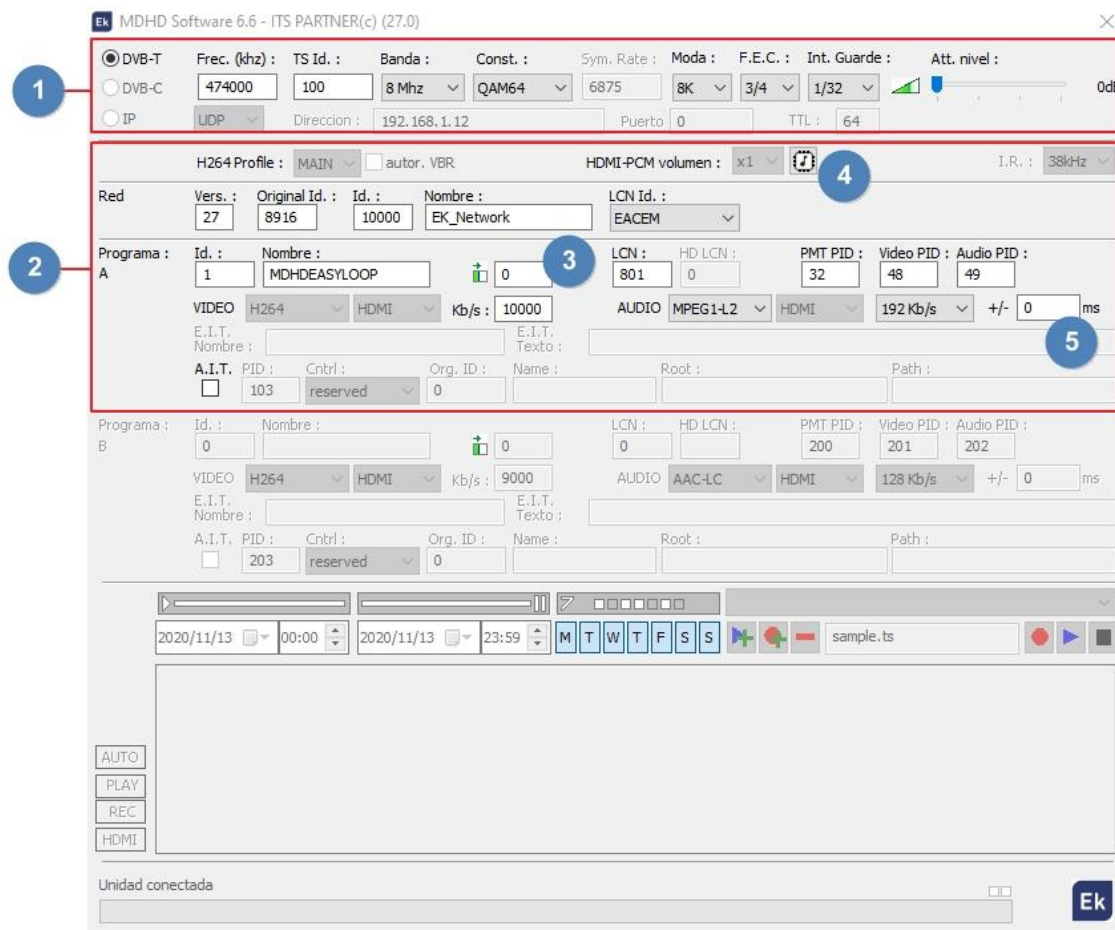 Ek MDHD Software 6.6 - ITS PARTNER(c) (27.0)
DVB-T Frec. (khz) : TS Id. : Banda : Const. : Sym. Rate : Moda : F.E.C. : Int. Guarde : Att. nivel :
1
DVB-C 474000 100 8 Mhz QAM64 6875 8K 3/4 1/32 0d
IP UDP Direccion : 192.168.1.12 Puerto 0 TTL : 64
H264 Profile : MAIN autor. VBR HDMI-PCM volumen : x1 4 I.R. : 38kHz
Red Vers. : Original Id. : Id. : Nombre : LCN Id. :
27 8916 10000 EK_Network EACEM
2
Programa : Id. : Nombre : LCN : HD LCN : PMT PID : Video PID : Audio PID :
A 1 MDHDEASYLOOP 0 3 801 0 32 48 49
VIDEO H264 HDMI Kb/s : 10000 AUDIO MPEG1-L2 HDMI 192 Kb/s +/- 0 ms
E.I.T. Nombre : E.I.T. Texto : 5
A.I.T. PID : Cntrl : Org. ID : Name : Root : Path :
103 reserved 0
Programa : Id. : Nombre : LCN : HD LCN : PMT PID : Video PID : Audio PID :
B 0 0 0 200 201 202
VIDEO H264 HDMI Kb/s : 9000 AUDIO AAC-LC HDMI 128 Kb/s +/- 0 ms
E.I.T. Nombre : E.I.T. Texto :
A.I.T. PID : Cntrl : Org. ID : Name : Root : Path :
203 reserved 0
7
2020/11/13 00:00 2020/11/13 23:59 M T W T F S S sample.ts
AUTO
PLAY
REC
HDMI
Unidad conectada
Ek